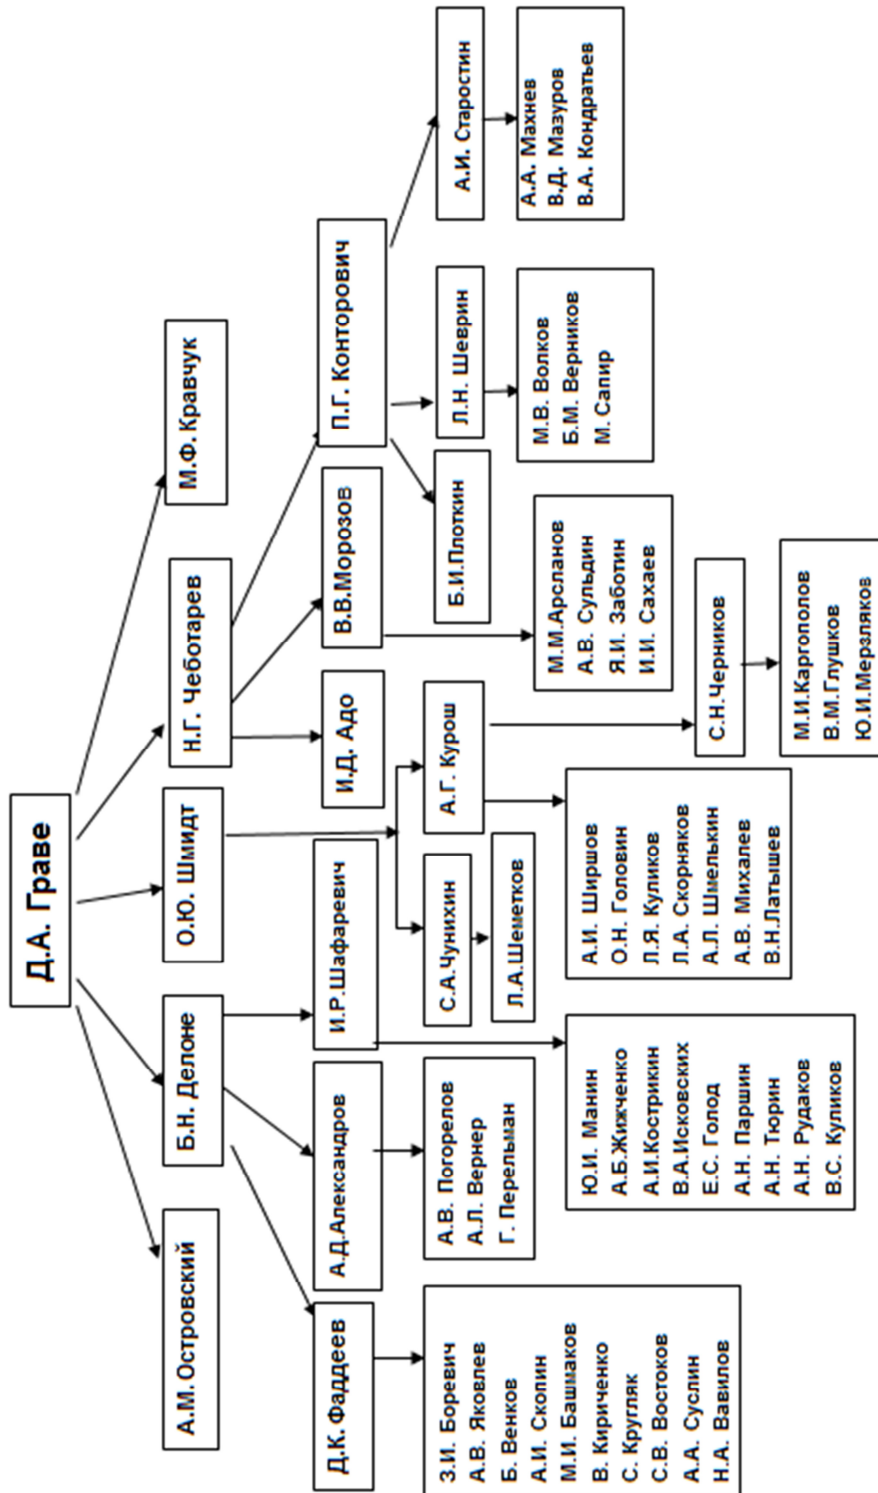 Д.А. Граве
А.М. Островский
Б.Н. Делоне
О.Ю. Шмидт
Н.Г. Чеботарев
М.Ф. Кравчук
Д.К. Фаддеев
А.Д.Александров
И.Р.Шафаревич
И.Д. Адо
В.В.Морозов
П.Г. Конторович
З.И. Боревич
А.В. Яковлев
Б. Венков
А.И. Скопин
М.И. Башмаков
В. Кириченко
С. Кругляк
С.В. Востоков
А.А. Суслин
Н.А. Вавилов
А.В. Погорелов
А.Л. Вернер
Г. Перельман
С.А.Чунихин
А.Г. Курош
Б.И.Плоткин
Л.Н. Шеврин
А.И. Старостин
Л.А.Шеметков
Ю.И. Манин
А.Б.Жижченко
А.И.Кострикин
В.А.Исковских
Е.С. Голод
А.Н. Паршин
А.Н. Тюрин
А.Н. Рудаков
В.С. Куликов
А.И. Ширшов
О.Н. Головин
Л.Я. Куликов
Л.А. Скорняков
А.Л. Шмелькин
А.В. Михалев
В.Н.Латышев
М.М.Арсланов
А.В. Сульдин
Я.И. Заботин
И.И. Сахаев
М.В. Волков
Б.М. Верников
М. Сапир
А.А. Махнев
В.Д. Мазуров
В.А. Кондратьев
С.Н.Черников
М.И.Каргополов
В.М.Глушков
Ю.И.Мерзляков